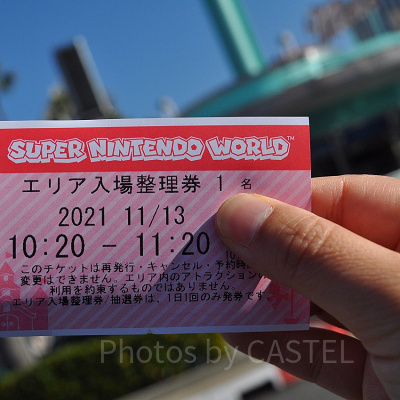 SUPER NINTENDO WORLD™
エリア入場整理券 1 名
2021 11/13
10:20 - 11:20
このチケットは再発行・キャンセル・予約時
変更はできません。エリア内のアトラクション
利用を約束するものではありません。
エリア入場整理券/抽選券は、1日1回のみ発券です
Photos by CASTEL